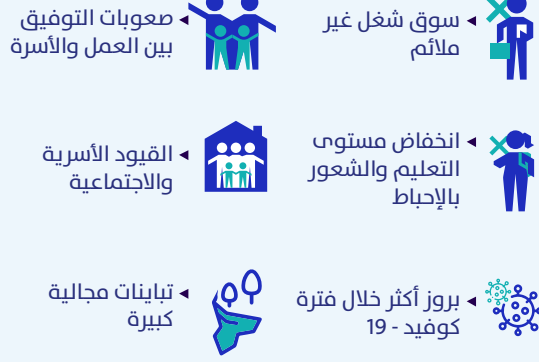 سوق شغل غير
ملائم
صعوبات التوفيق
بين العمل والأسرة
انخفاض مستوى
التعليم والشعور
بالإحباط
القيود الأسرية
والاجتماعية
بروز أكثر خلال فترة
كوفيد - 19
تباينات مجالية
كبيرة